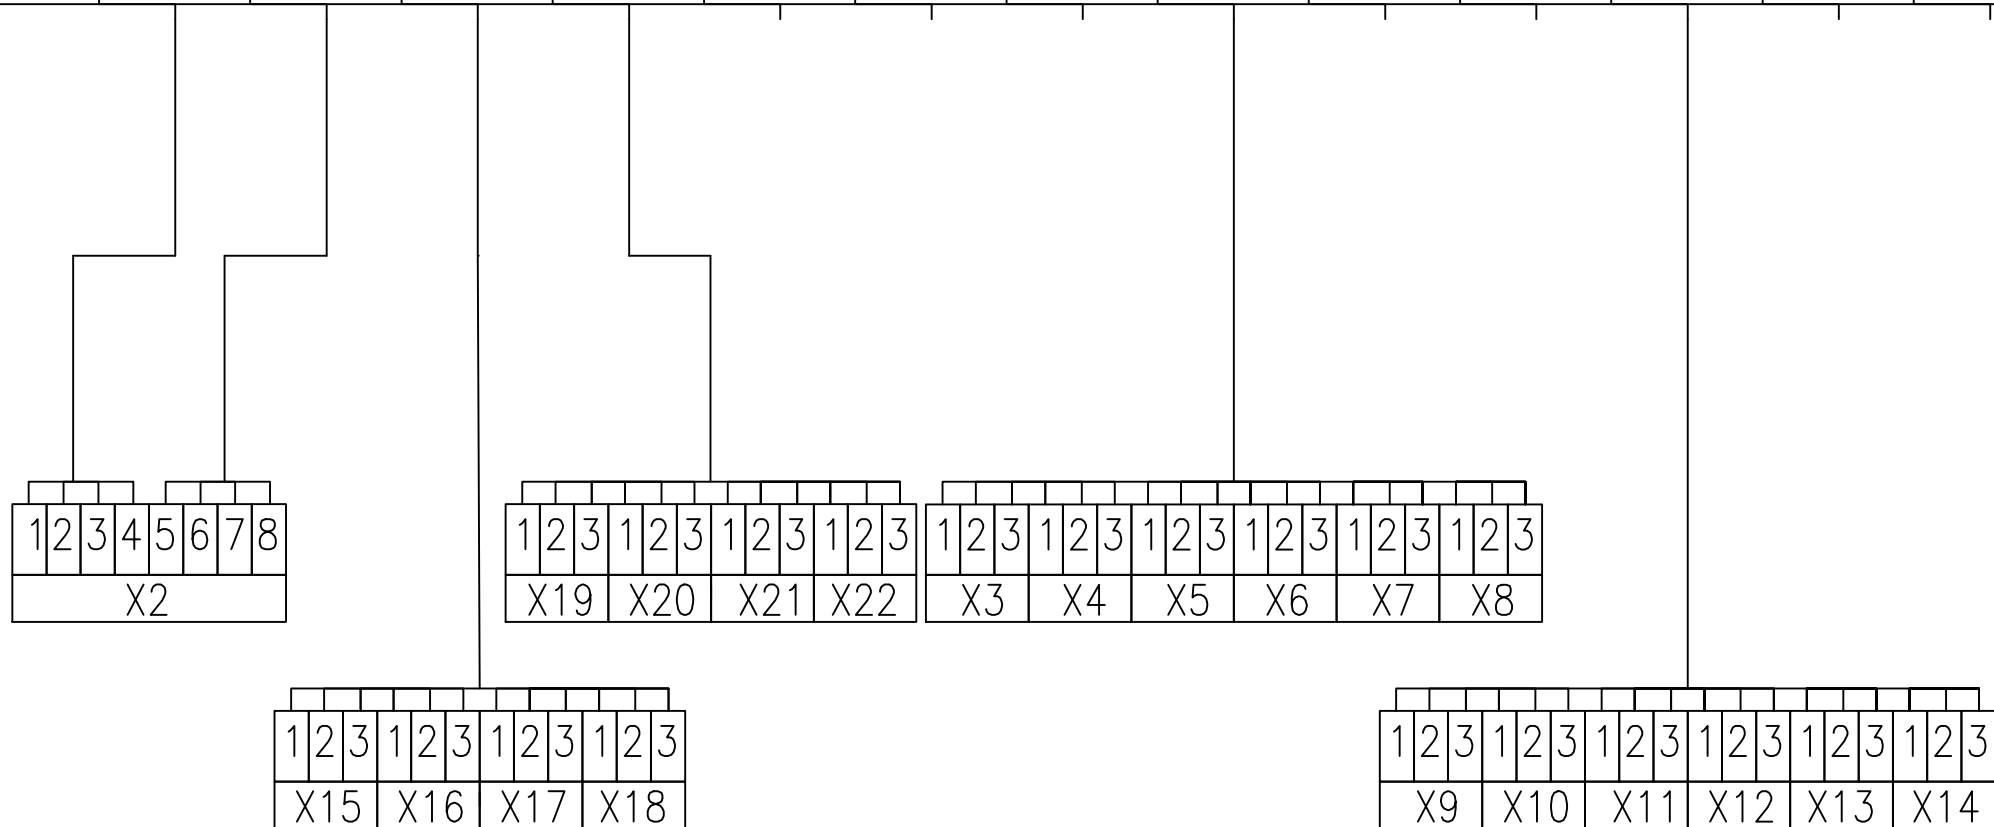 1 2 3 4 5 6 7 8
X2
1 2 3 1 2 3 1 2 3 1 2 3
X19 X20 X21 X22
1 2 3 1 2 3 1 2 3 1 2 3 1 2 3 1 2 3
X3 X4 X5 X6 X7 X8
1 2 3 1 2 3 1 2 3 1 2 3
X15 X16 X17 X18
1 2 3 1 2 3 1 2 3 1 2 3 1 2 3 1 2 3
X9 X10 X11 X12 X13 X14